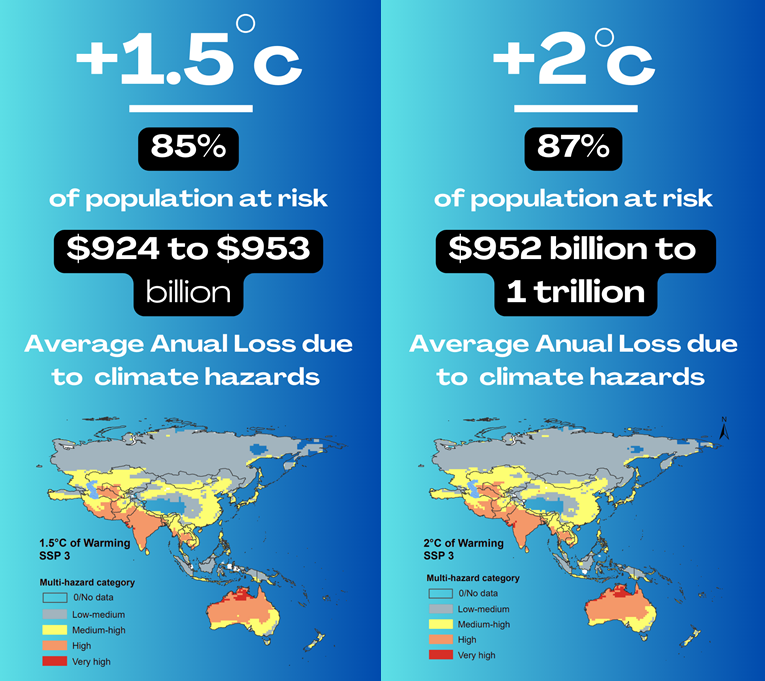 +1.5°c
85%
of population at risk
$924 to $953
billion
Average Anual Loss due
to climate hazards
1.5°C of Warming
SSP 3
Multi-hazard category
0/No data
Low-medium
Medium-high
High
Very high
+2°c
87%
of population at risk
$952 billion to
1 trillion
Average Anual Loss due
to climate hazards
N
2°C of Warming
SSP 3
Multi-hazard category
0/No data
Low-medium
Medium-high
High
Very high